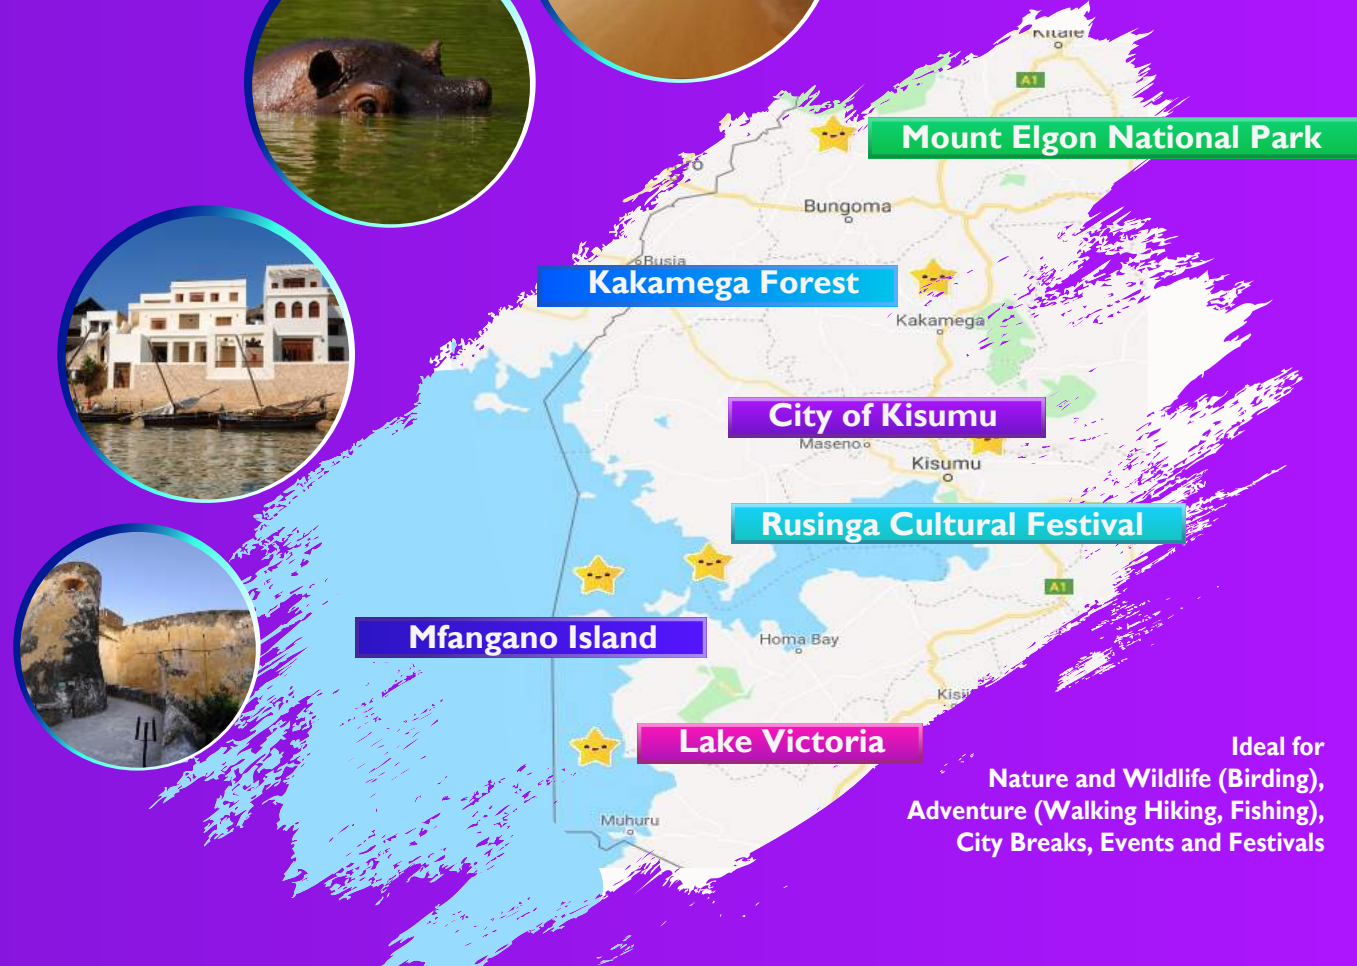 Kitale
A1
Mount Elgon National Park
Bungoma
Busia
Kakamega Forest
Kakamega
City of Kisumu
Maseno
Kisumu
Rusinga Cultural Festival
A1
Mfangano Island
Homa Bay
Lake Victoria
Muhuru
Ideal for
Nature and Wildlife (Birding),
Adventure (Walking Hiking, Fishing),
City Breaks, Events and Festivals